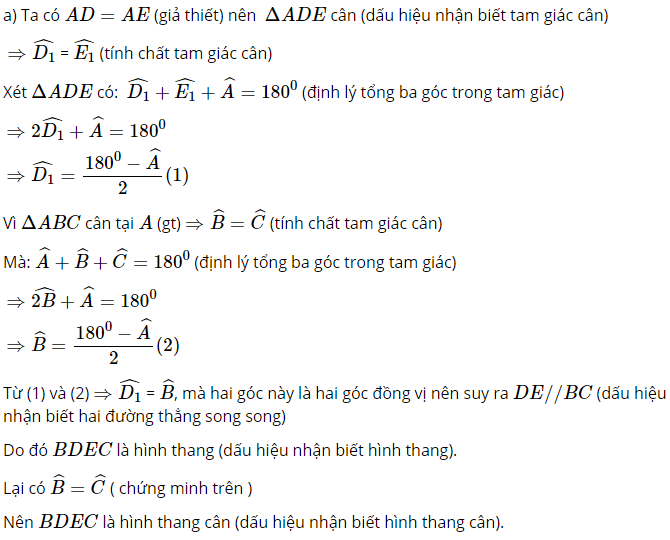 a) Ta có $AD = AE$ (giả thiết) nên $\Delta ADE$ cân (dấu hiệu nhận biết tam giác cân)
$\Rightarrow \widehat{D_1} = \widehat{E_1}$ (tính chất tam giác cân)
Xét $\Delta ADE$ có: $\widehat{D_1} + \widehat{E_1} + \widehat{A} = 180^0$ (định lý tổng ba góc trong tam giác)
$\Rightarrow 2\widehat{D_1} + \widehat{A} = 180^0$
$\Rightarrow \widehat{D_1} = \dfrac{180^0 - \widehat{A}}{2} (1)$
Vì $\Delta ABC$ cân tại $A$ (gt) $\Rightarrow \widehat{B} = \widehat{C}$ (tính chất tam giác cân)
Mà: $\widehat{A} + \widehat{B} + \widehat{C} = 180^0$ (định lý tổng ba góc trong tam giác)
$\Rightarrow \widehat{2B} + \widehat{A} = 180^0$
$\Rightarrow \widehat{B} = \dfrac{180^0 - \widehat{A}}{2} (2)$
Từ (1) và (2) $\Rightarrow \widehat{D_1} = \widehat{B}$, mà hai góc này là hai góc đồng vị nên suy ra $DE//BC$ (dấu hiệu
nhận biết hai đường thẳng song song)
Do đó $BDEC$ là hình thang (dấu hiệu nhận biết hình thang).
Lại có $\widehat{B} = \widehat{C}$ ( chứng minh trên )
Nên $BDEC$ là hình thang cân (dấu hiệu nhận biết hình thang cân).